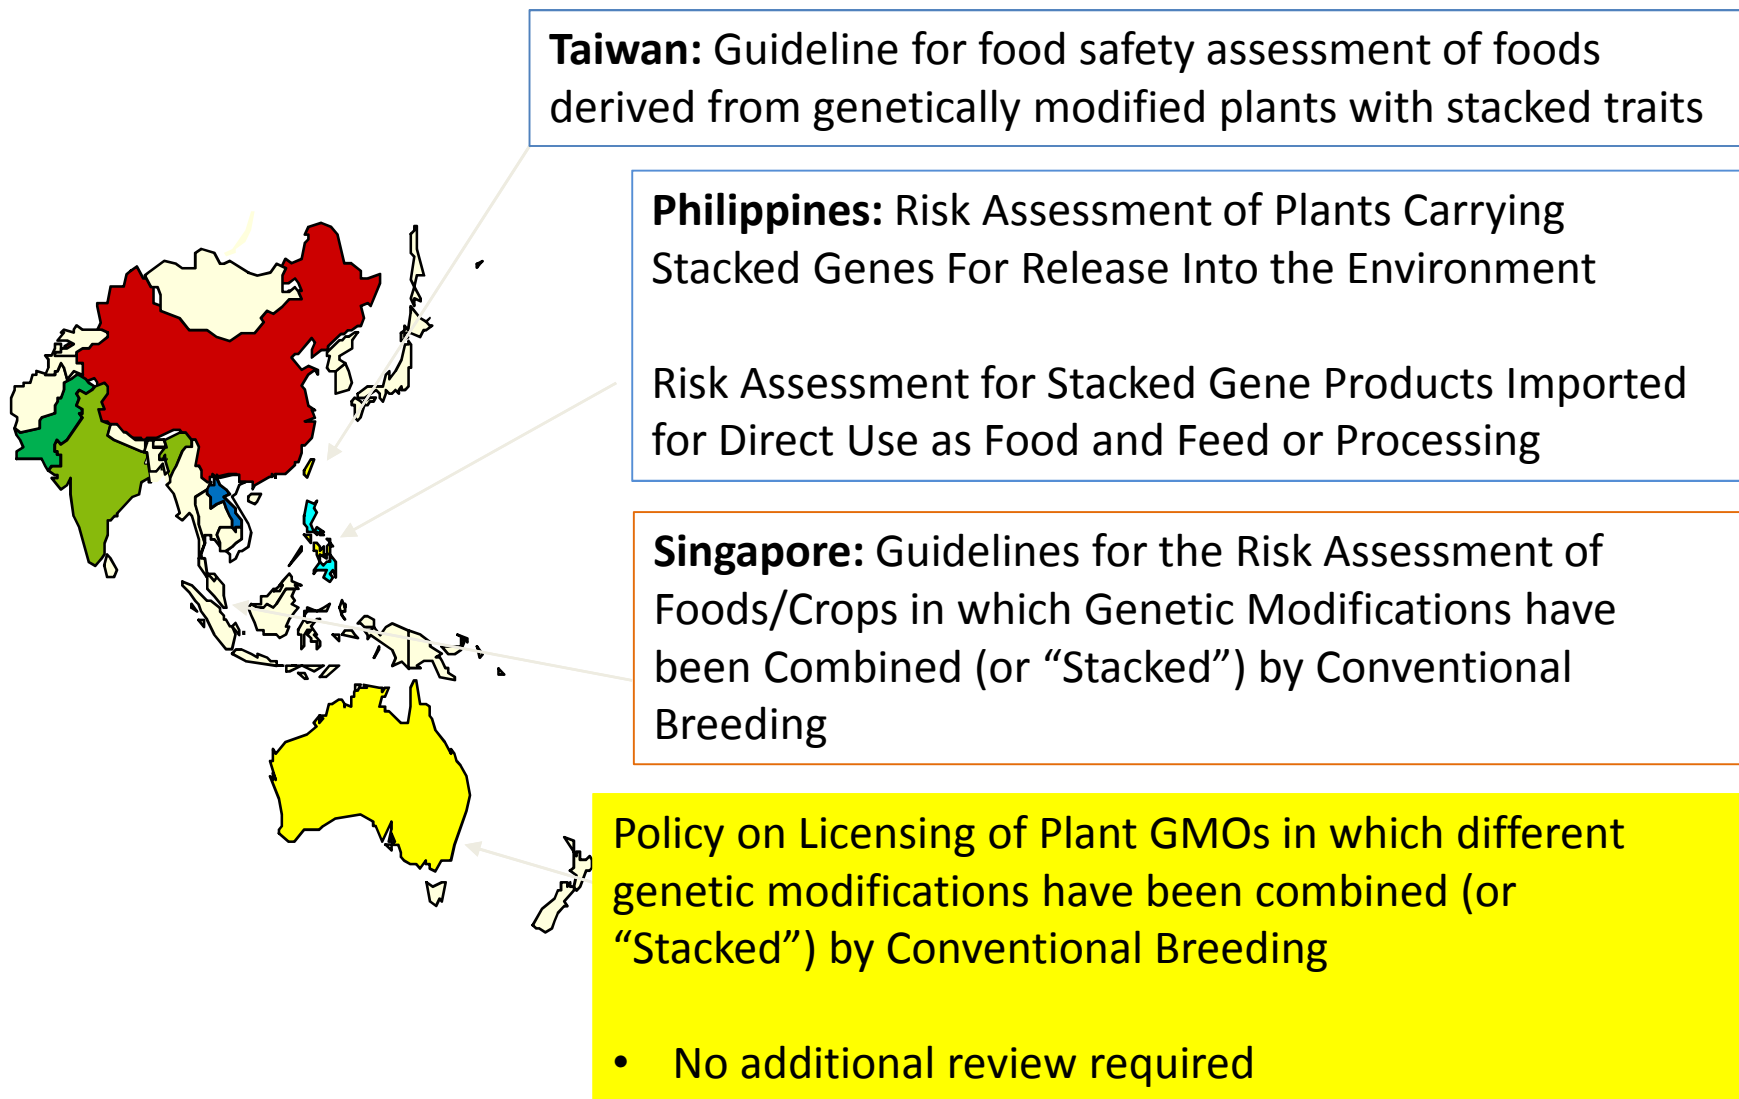 Taiwan: Guideline for food safety assessment of foods
derived from genetically modified plants with stacked traits
Philippines: Risk Assessment of Plants Carrying
Stacked Genes For Release Into the Environment
Risk Assessment for Stacked Gene Products Imported
for Direct Use as Food and Feed or Processing
Singapore: Guidelines for the Risk Assessment of
Foods/Crops in which Genetic Modifications have
been Combined (or “Stacked”) by Conventional
Breeding
Policy on Licensing of Plant GMOs in which different
genetic modifications have been combined (or
“Stacked”) by Conventional Breeding
• No additional review required